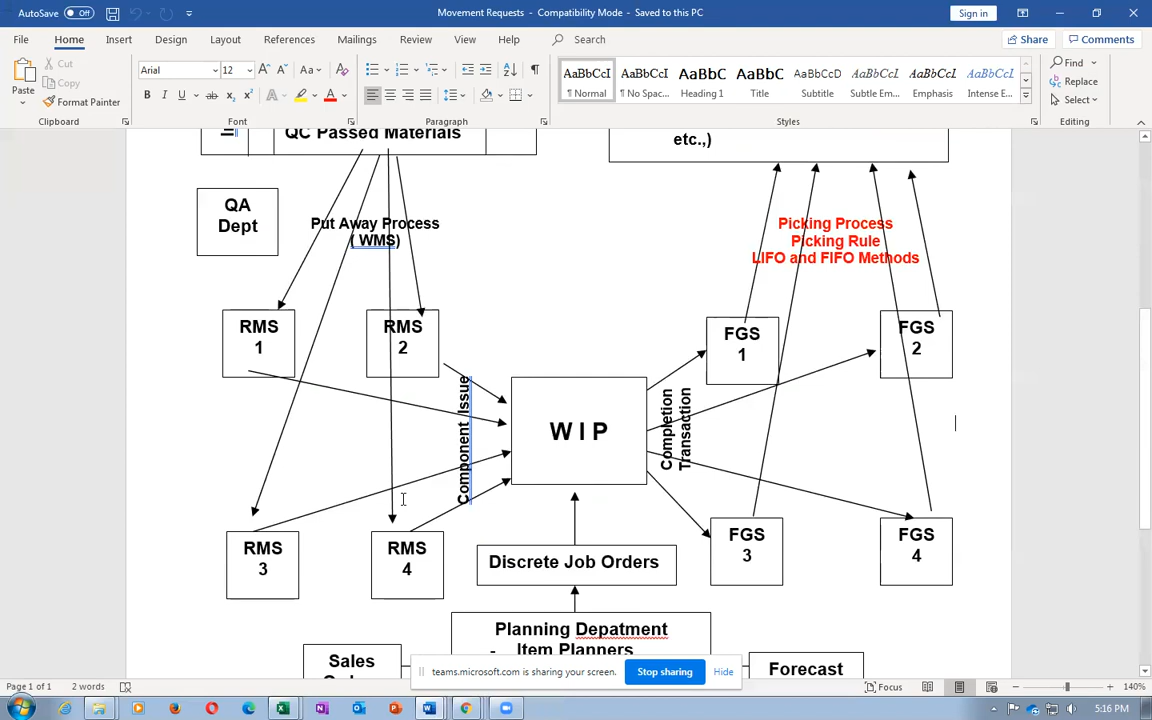 AutoSave Off
Movement Requests - Compatibility Mode - Saved to this PC
Sign in
File Home Insert Design Layout References Mailings Review View Help Search
Share Comments
Paste
Cut
Copy
Format Painter
Clipboard
Arial 12
Font
Paragraph
AaBbCcI AaBbCcI AaBbC AaBbC AaBbCcD AaBbCcI AaBbCcI AaBbCcI
¶ Normal ¶ No Spac... Heading 1 Title Subtitle Subtle Em... Emphasis Intense E...
Styles
Find
Replace
Select
Editing
QC Passed Materials
etc.,)
QA
Dept
Put Away Process
( WMS)
Picking Process
Picking Rule
LIFO and FIFO Methods
RMS
1
RMS
2
FGS
1
FGS
2
Component Issue
W I P
Completion
Transaction
RMS
3
RMS
4
Discrete Job Orders
FGS
3
FGS
4
Planning Depatment
- Item Planners
Sales
Forecast
teams.microsoft.com is sharing your screen.
Stop sharing
Hide
Page 1 of 1
2 words
Focus
140%
5:16 PM